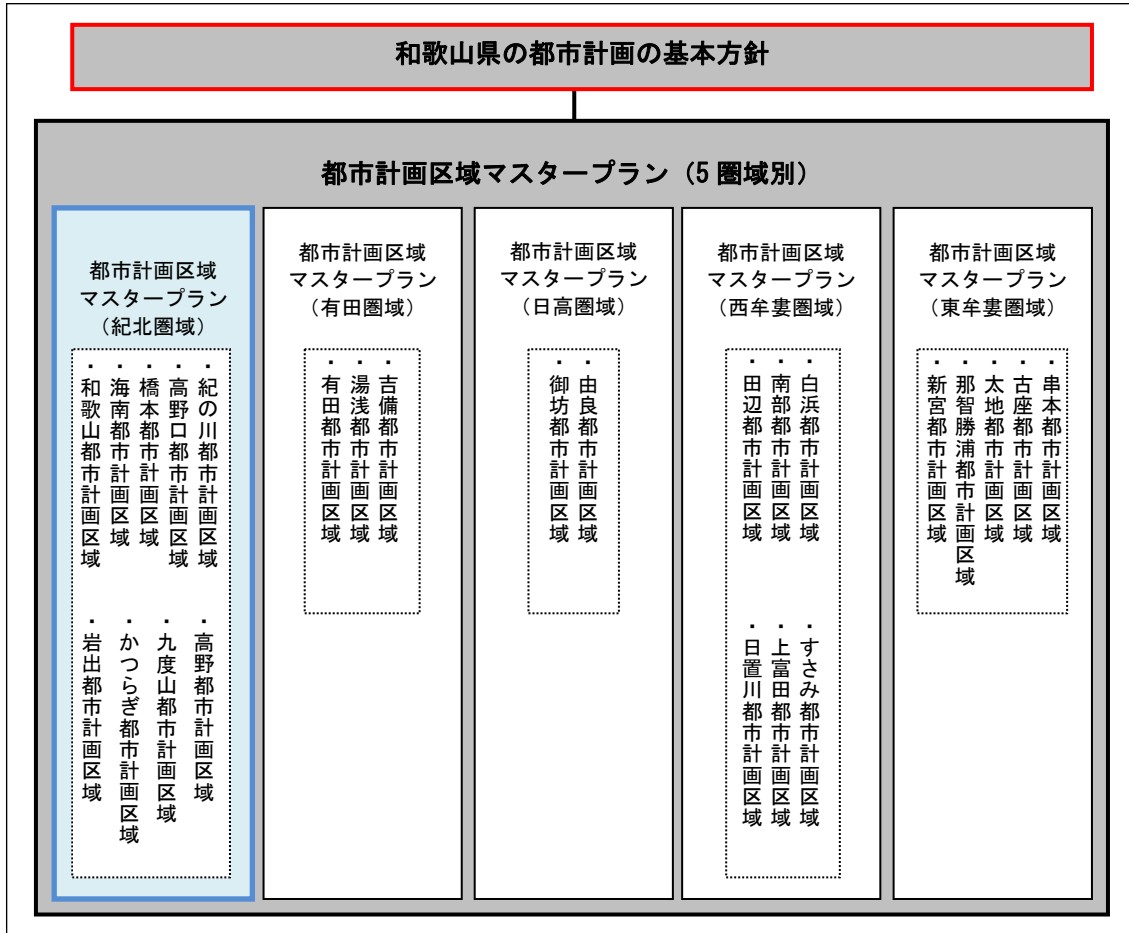 和歌山県の都市計画の基本方針
都市計画区域マスタープラン（5 圏域別）
都市計画区域
マスタープラン
（紀北圏域）
・和歌山都市計画区域
・海南都市計画区域
・橋本都市計画区域
・高野口都市計画区域
・紀の川都市計画区域
・岩出都市計画区域
・かつらぎ都市計画区域
・九度山都市計画区域
・高野都市計画区域
都市計画区域
マスタープラン
（有田圏域）
・有田都市計画区域
・湯浅都市計画区域
・吉備都市計画区域
都市計画区域
マスタープラン
（日高圏域）
・御坊都市計画区域
・由良都市計画区域
都市計画区域
マスタープラン
（西牟婁圏域）
・田辺都市計画区域
・南部都市計画区域
・白浜都市計画区域
・日置川都市計画区域
・上富田都市計画区域
・すさみ都市計画区域
都市計画区域
マスタープラン
（東牟婁圏域）
・新宮都市計画区域
・那智勝浦都市計画区域
・太地都市計画区域
・古座都市計画区域
・串本都市計画区域